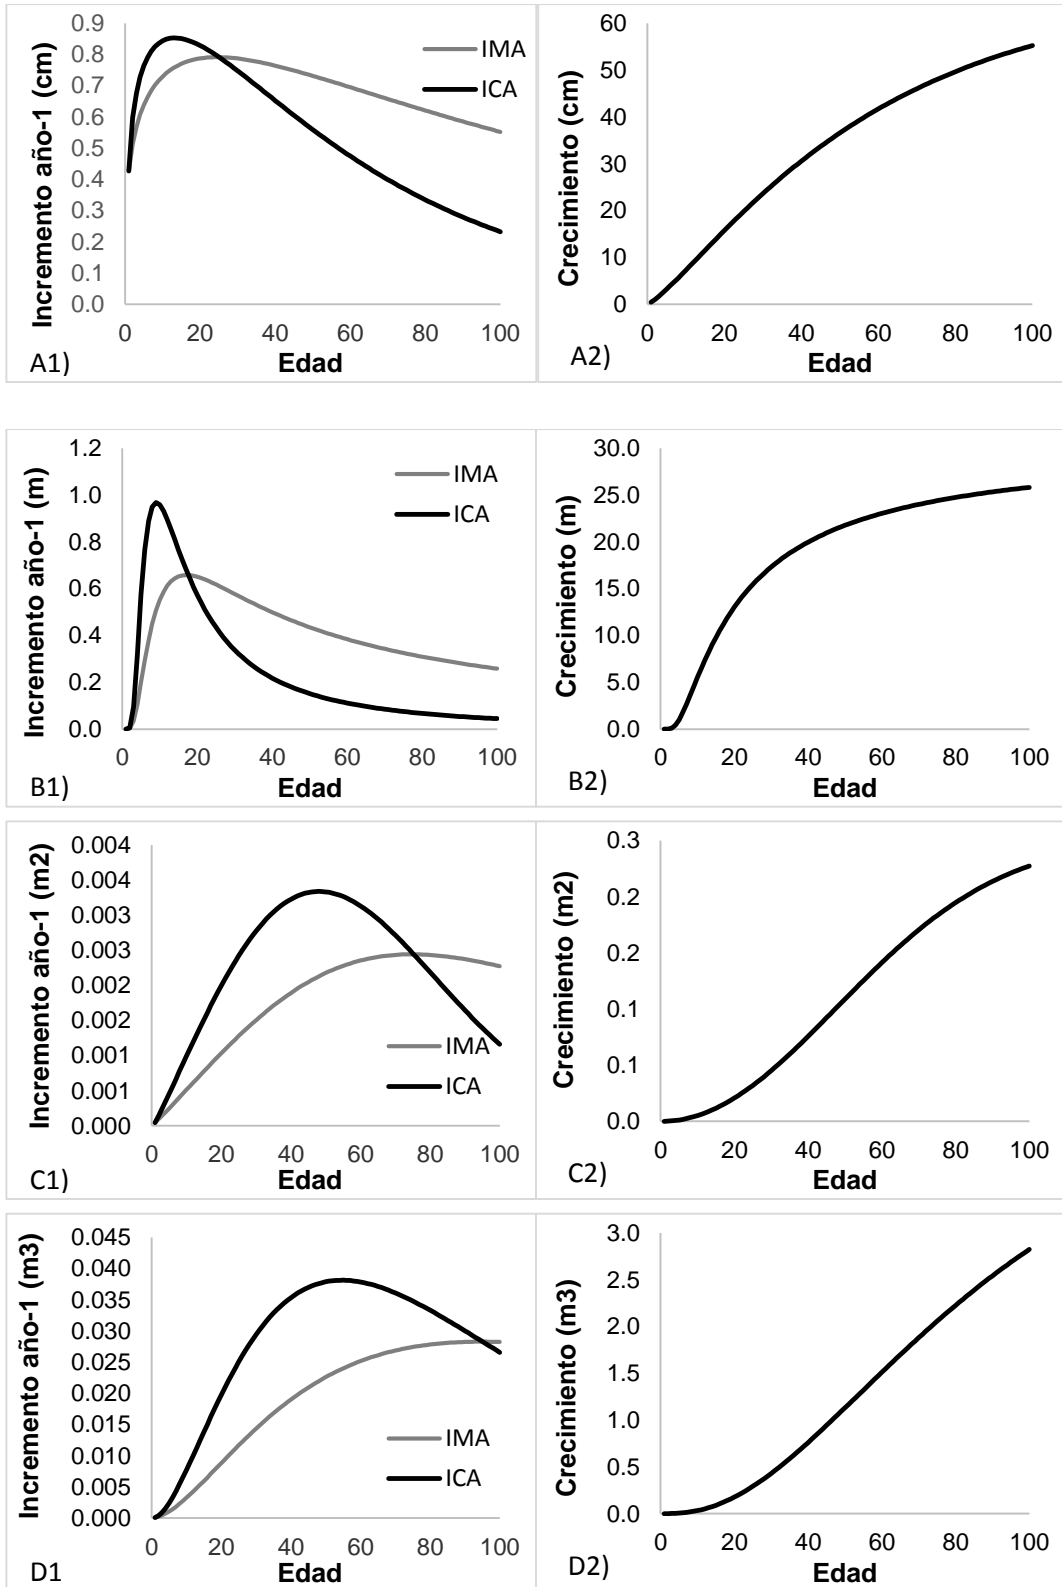 Incremento año-1 (cm)
0.9
0.8
0.7
0.6
0.5
0.4
0.3
0.2
0.1
0.0
IMA
ICA
0 20 40 60 80 100
Edad
A1)
Crecimiento (cm)
60
50
40
30
20
10
0
0 20 40 60 80 100
Edad
A2)
Incremento año-1 (m)
1.2
1.0
0.8
0.6
0.4
0.2
0.0
IMA
ICA
0 20 40 60 80 100
Edad
B1)
Crecimiento (m)
30.0
25.0
20.0
15.0
10.0
5.0
0.0
0 20 40 60 80 100
Edad
B2)
Incremento año-1 (m2)
0.004
0.004
0.003
0.003
0.002
0.002
0.001
0.001
0.000
IMA
ICA
0 20 40 60 80 100
Edad
C1)
Crecimiento (m2)
0.3
0.2
0.2
0.1
0.1
0.0
0 20 40 60 80 100
Edad
C2)
Incremento año-1 (m3)
0.045
0.040
0.035
0.030
0.025
0.020
0.015
0.010
0.005
0.000
IMA
ICA
0 20 40 60 80 100
Edad
D1
Crecimiento (m3)
3.0
2.5
2.0
1.5
1.0
0.5
0.0
0 20 40 60 80 100
Edad
D2)